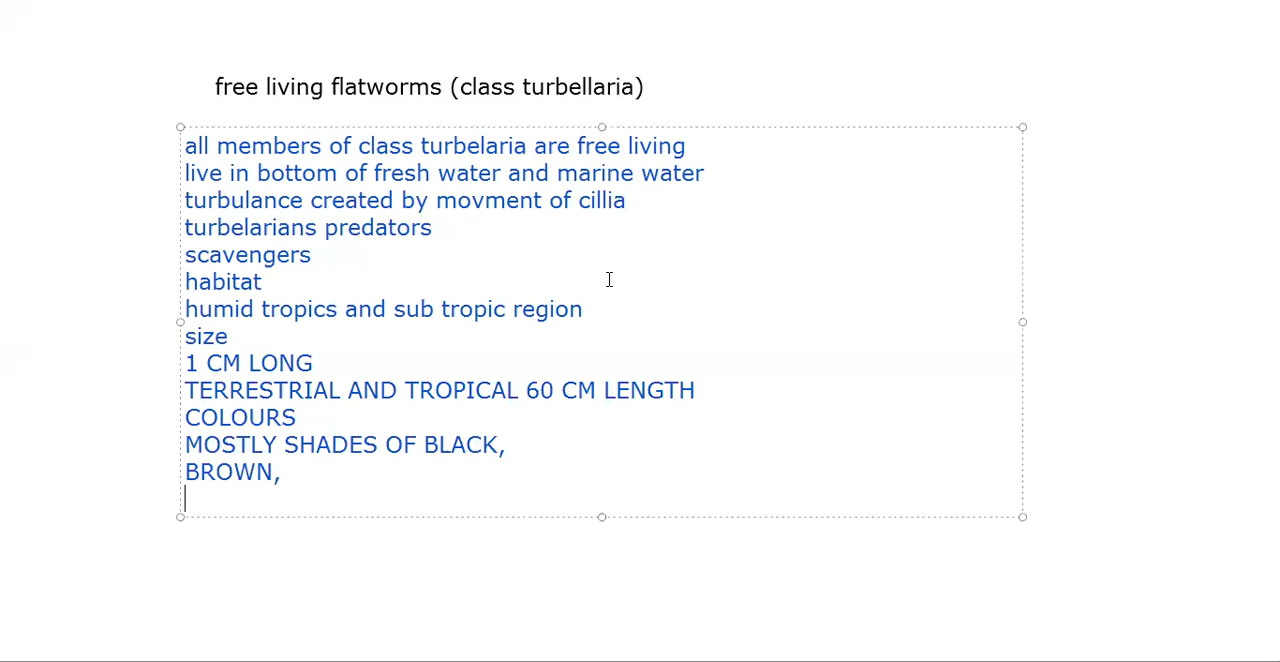 free living flatworms (class turbellaria)
all members of class turbelaria are free living
live in bottom of fresh water and marine water
turbulance created by movment of cillia
turbelarians predators
scavengers
habitat
humid tropics and sub tropic region
size
1 CM LONG
TERRESTRIAL AND TROPICAL 60 CM LENGTH
COLOURS
MOSTLY SHADES OF BLACK,
BROWN,